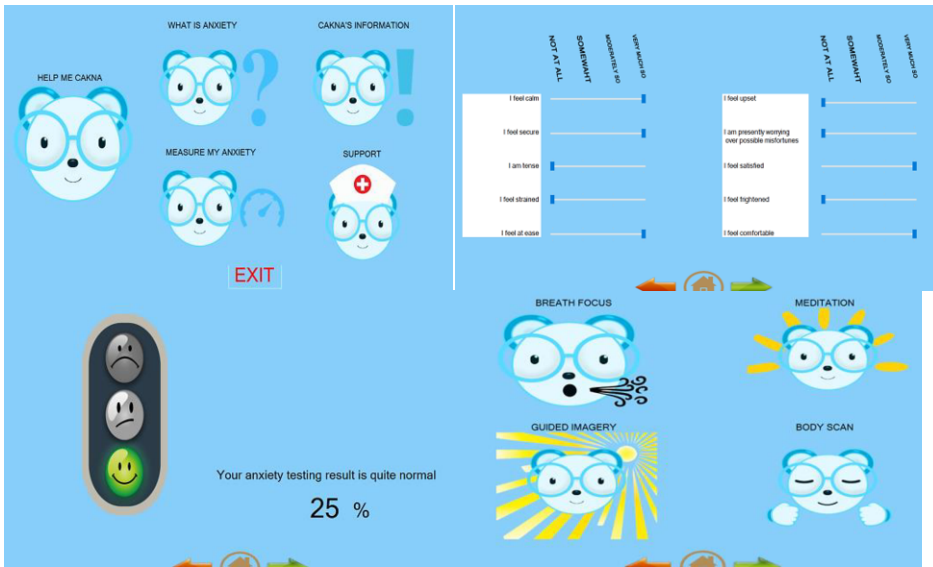 WHAT IS ANXIETY
CAKNA'S INFORMATION
HELP ME CAKNA
MEASURE MY ANXIETY
SUPPORT
EXIT
NOT AT ALL
SOMEWAHT
MODERATELY SO
VERY MUCH SO
I feel calm
I feel secure
I am tense
I feel strained
I feel at ease
NOT AT ALL
SOMEWAHT
MODERATELY SO
VERY MUCH SO
I feel upset
I am presently worrying
over possible misfortunes
I feel satisfied
I feel frightened
I feel comfortable
Your anxiety testing result is quite normal
25 %
BREATH FOCUS
MEDITATION
GUIDED IMAGERY
BODY SCAN